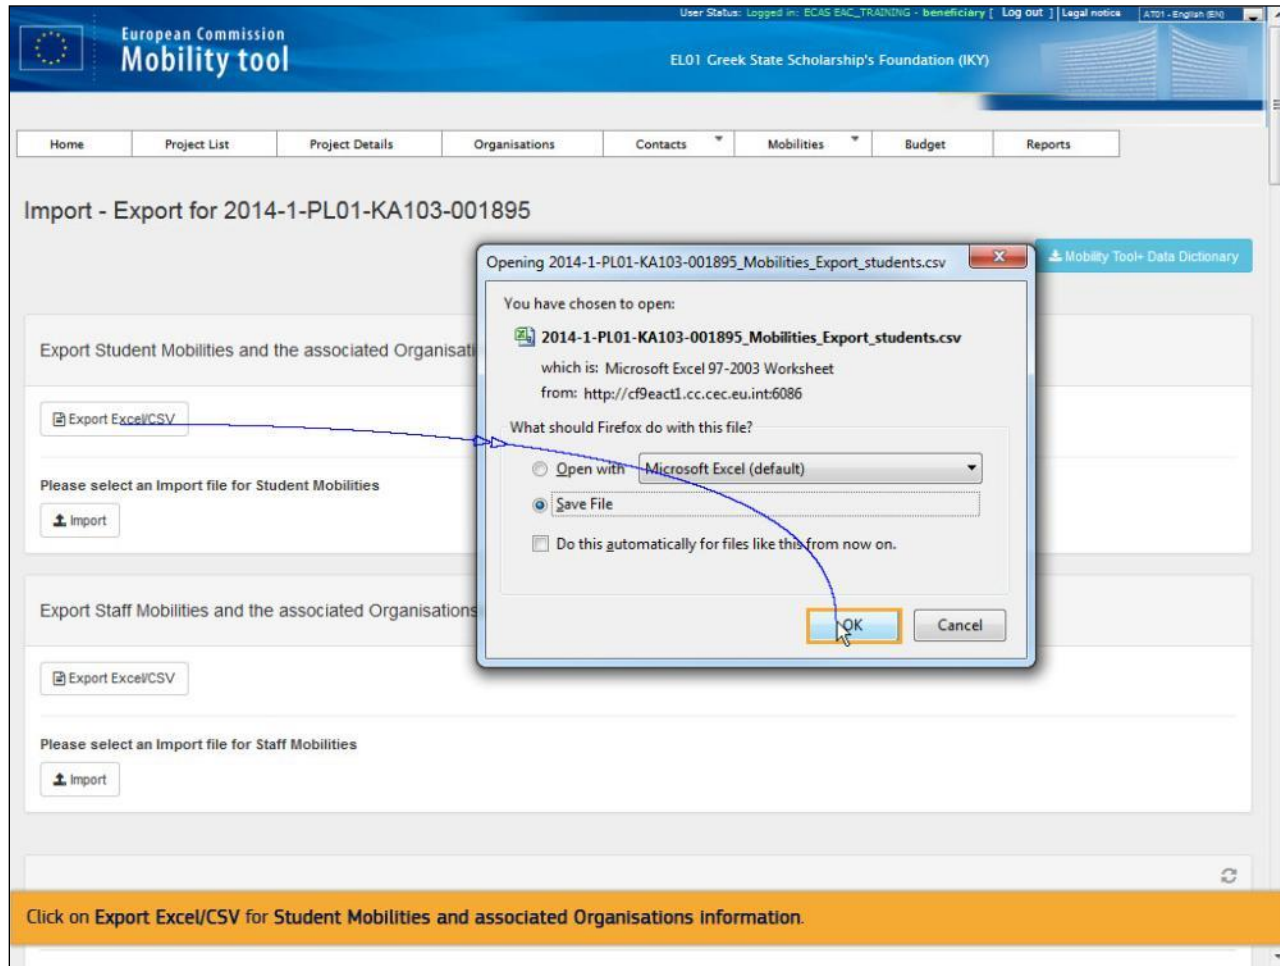 User Status: Logged in: ECAS EAC_TRAINING - beneficiary [ Log out ] | Legal notice AT01 - English (EN)
European Commission
Mobility tool
EL01 Greek State Scholarship's Foundation (IKY)
Home Project List Project Details Organisations Contacts Mobilities Budget Reports
Import - Export for 2014-1-PL01-KA103-001895
Mobility Tool+ Data Dictionary
Opening 2014-1-PL01-KA103-001895_Mobilities_Export_students.csv
You have chosen to open:
2014-1-PL01-KA103-001895_Mobilities_Export_students.csv
which is: Microsoft Excel 97-2003 Worksheet
from: http://cf9eact1.cc.cec.eu.int:6086
What should Firefox do with this file?
Open with Microsoft Excel (default)
Save File
Do this automatically for files like this from now on.
OK Cancel
Export Student Mobilities and the associated Organisati
Export Excel/CSV
Please select an Import file for Student Mobilities
Import
Export Staff Mobilities and the associated Organisations
Export Excel/CSV
Please select an Import file for Staff Mobilities
Import
Click on Export Excel/CSV for Student Mobilities and associated Organisations information.